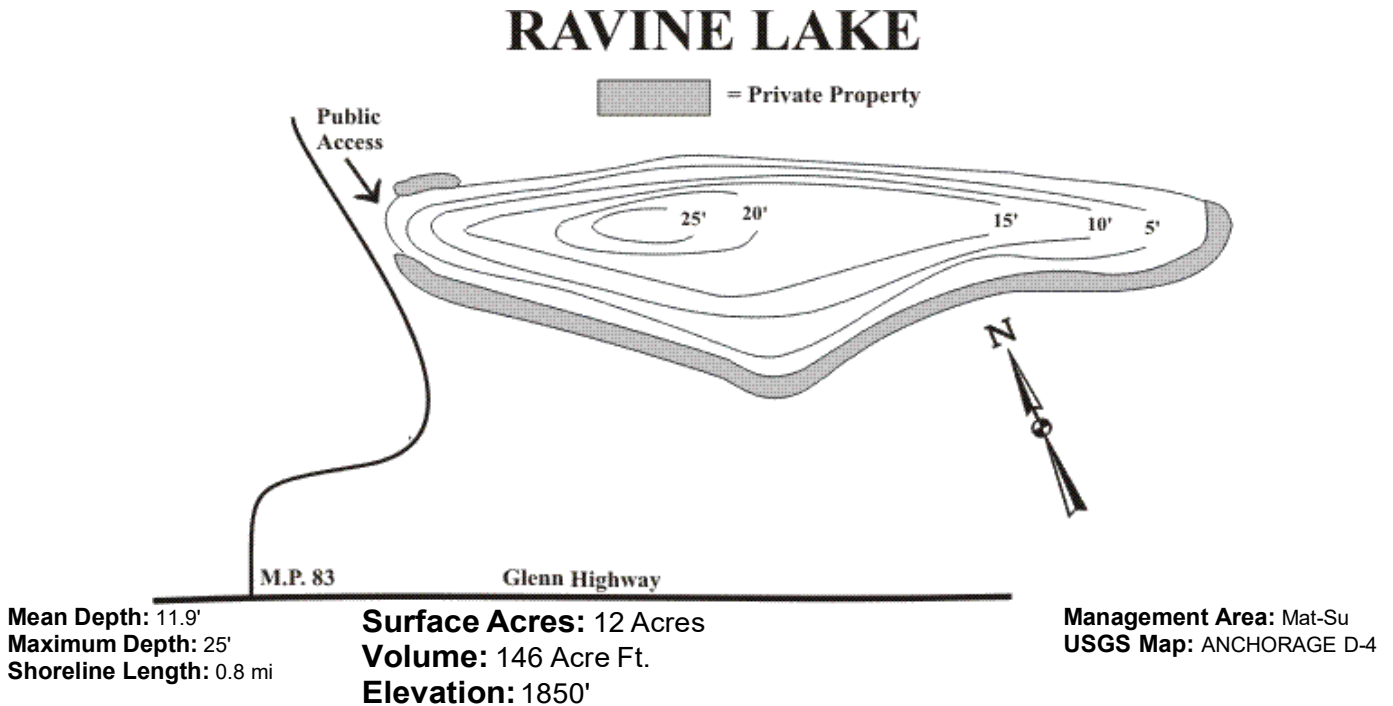 RAVINE LAKE
= Private Property
Public
Access
25'
20'
15'
10'
5'
N
M.P. 83
Glenn Highway
Mean Depth: 11.9'
Maximum Depth: 25'
Shoreline Length: 0.8 mi
Surface Acres: 12 Acres
Volume: 146 Acre Ft.
Elevation: 1850'
Management Area: Mat-Su
USGS Map: ANCHORAGE D-4